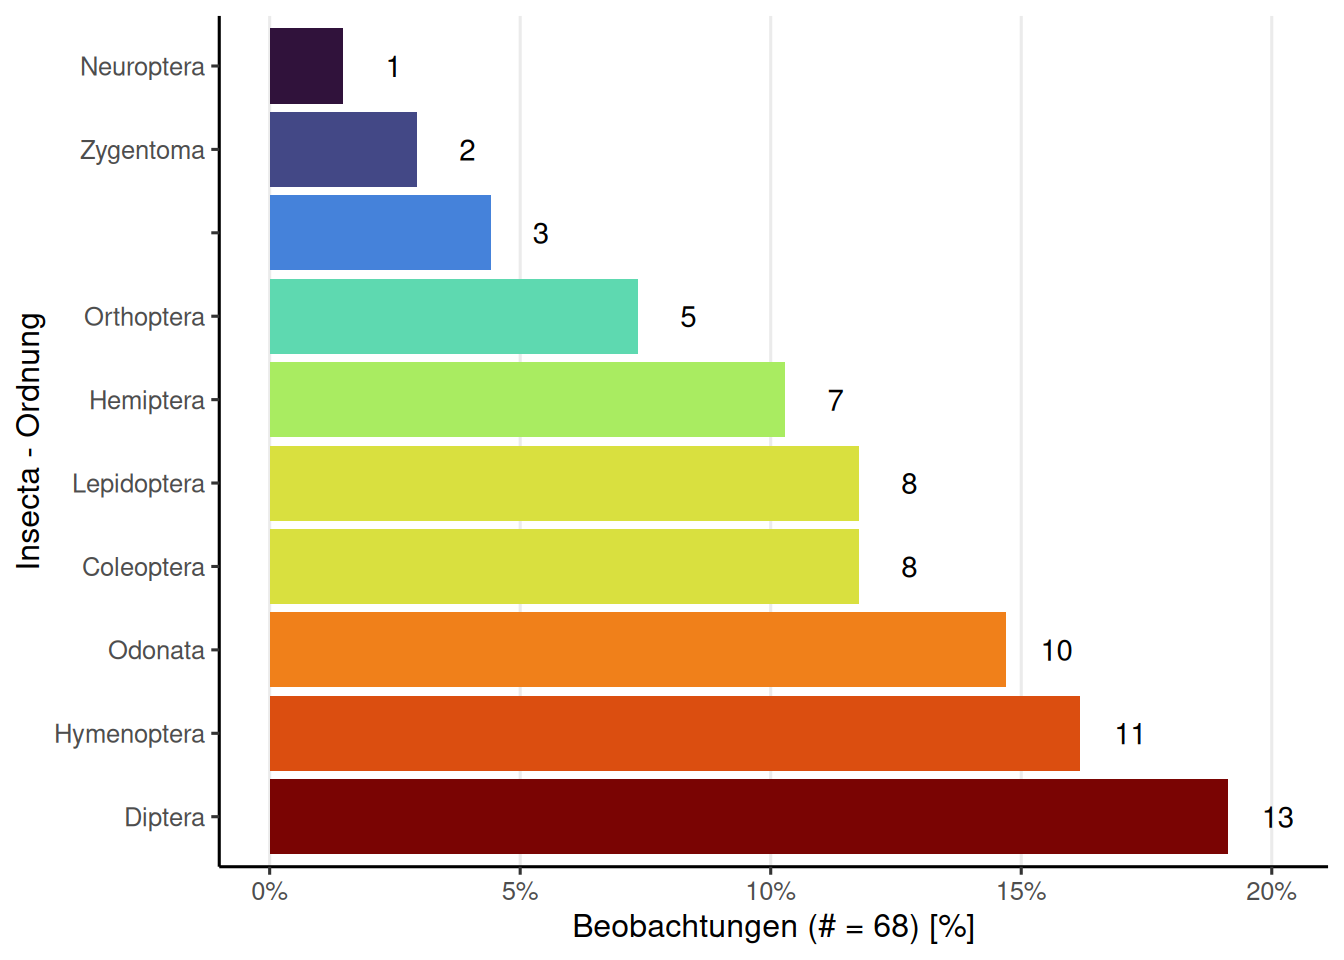 Insecta - Ordnung
Neuroptera 1
Zygentoma 2
3
Orthoptera 5
Hemiptera 7
Lepidoptera 8
Coleoptera 8
Odonata 10
Hymenoptera 11
Diptera 13
0% 5% 10% 15% 20%
Beobachtungen (# = 68) [%]